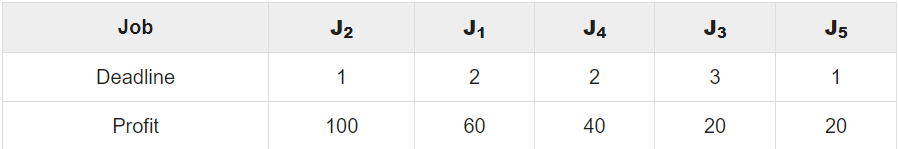 Job J₂ J₁ J₄ J₃ J₅
Deadline 1 2 2 3 1
Profit 100 60 40 20 20